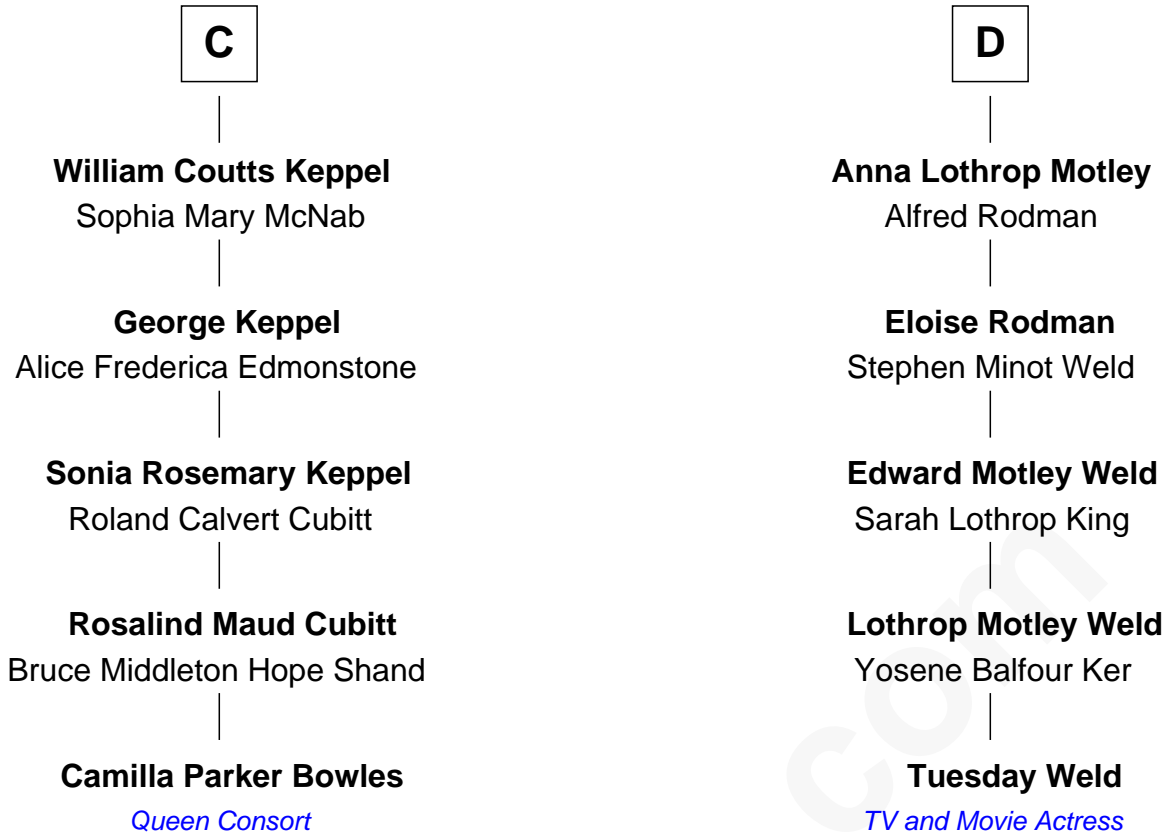 C
William Coutts Keppel
Sophia Mary McNab
George Keppel
Alice Frederica Edmonstone
Sonia Rosemary Keppel
Roland Calvert Cubitt
Rosalind Maud Cubitt
Bruce Middleton Hope Shand
Camilla Parker Bowles
Queen Consort
D
Anna Lothrop Motley
Alfred Rodman
Eloise Rodman
Stephen Minot Weld
Edward Motley Weld
Sarah Lothrop King
Lothrop Motley Weld
Yosene Balfour Ker
Tuesday Weld
TV and Movie Actress
com